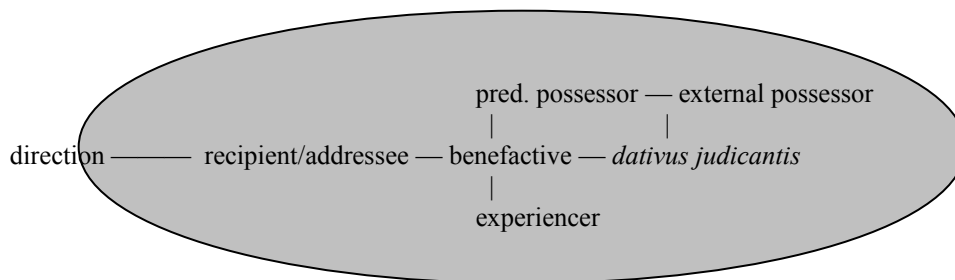 pred. possessor — external possessor
direction ——— recipient/addressee — benefactive — dativus judicantis
experiencer